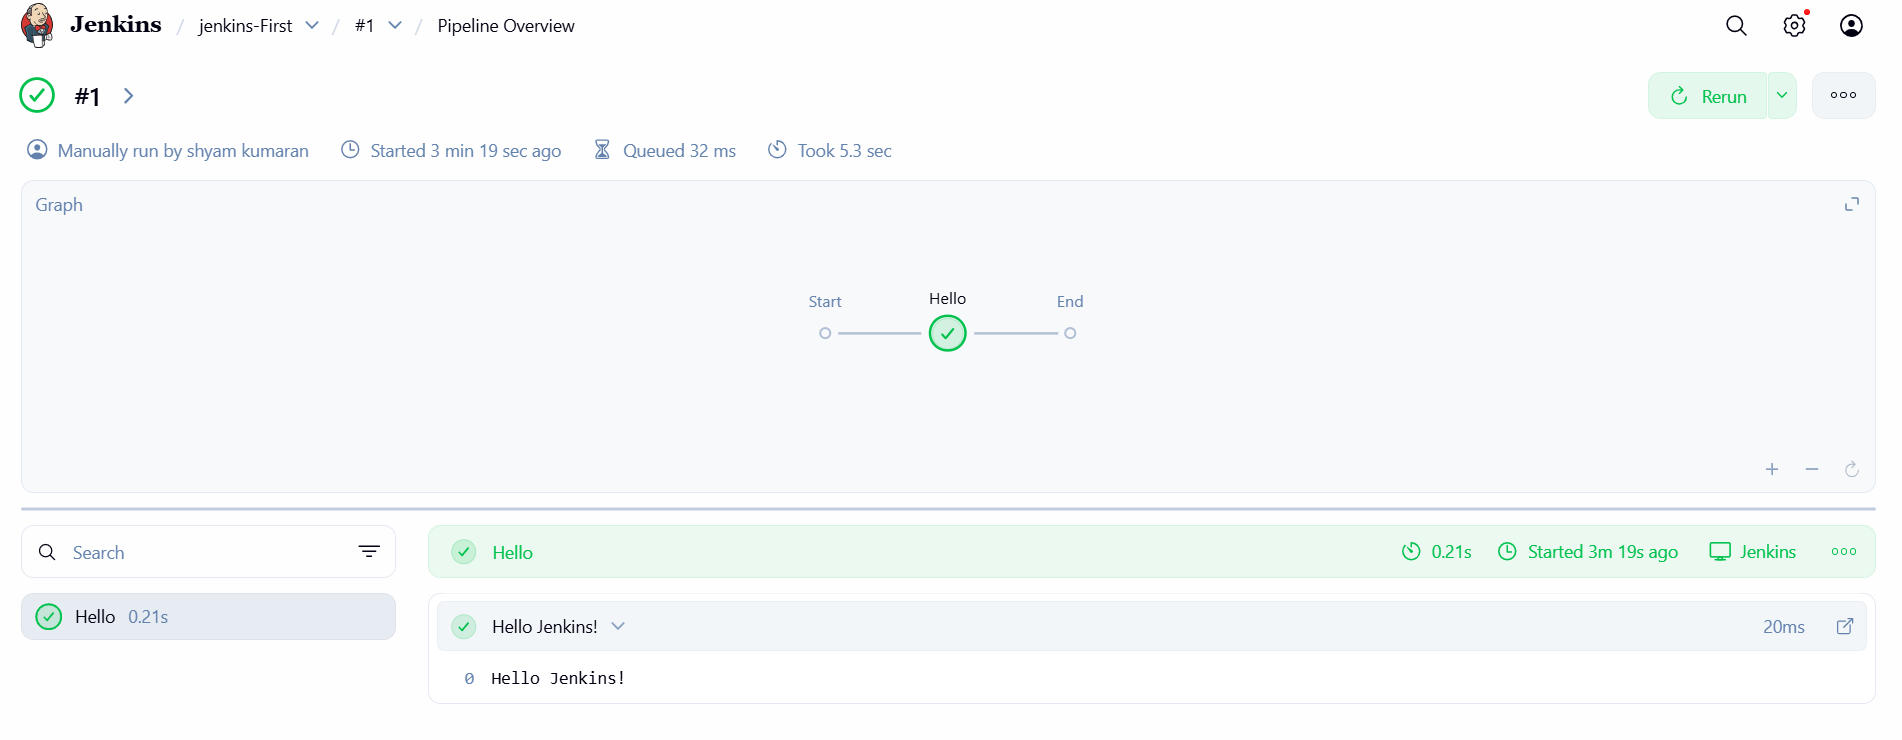 Jenkins / jenkins-First / #1 / Pipeline Overview
#1
Rerun
Manually run by shyam kumaran Started 3 min 19 sec ago Queued 32 ms Took 5.3 sec
Graph
Start Hello End
Search
Hello 0.21s Started 3m 19s ago Jenkins
Hello 0.21s
Hello Jenkins! 20ms
0 Hello Jenkins!